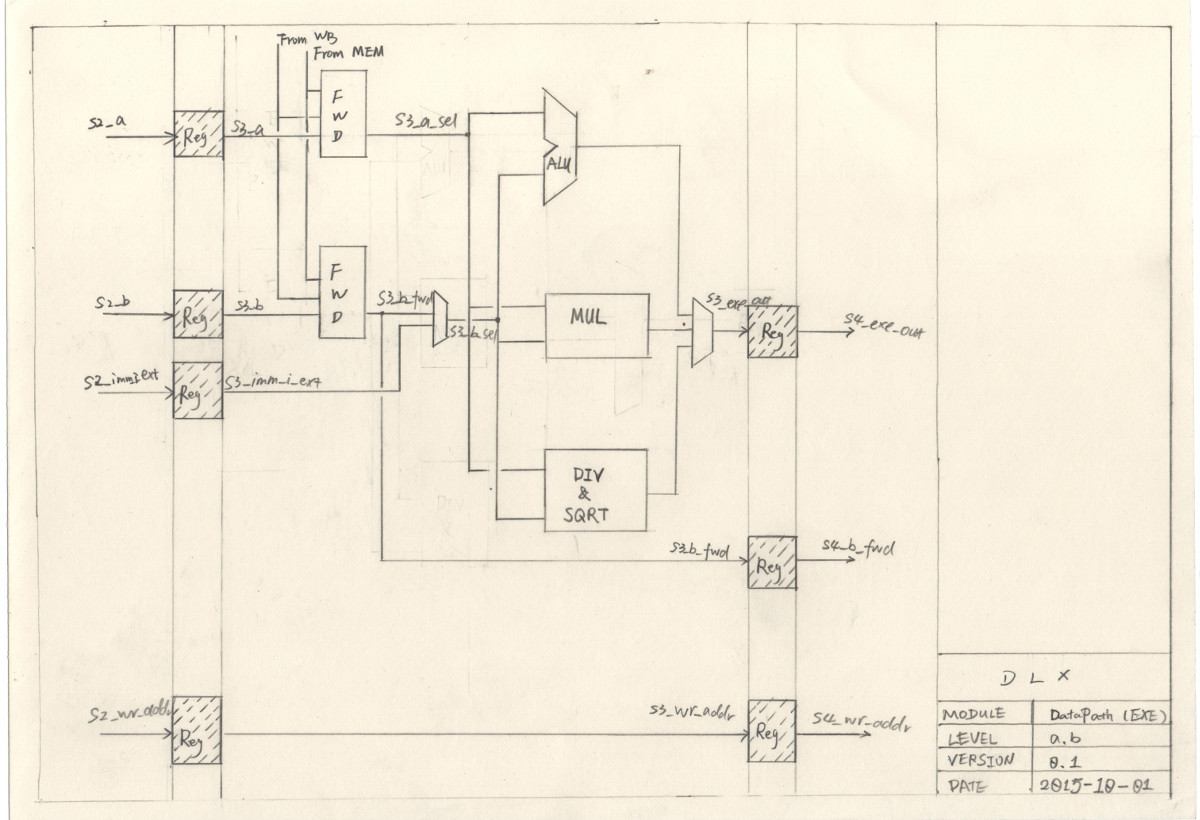 From WB
From MEM
F
W
D
S2_a
Reg
S3_a
S3_a_sel
ALU
F
W
D
S2_b
Reg
S3_b
S3_b_fwd
S3_b_sel
MUL
S3_exe_out
Reg
S4_exe_out
S2_imm_i_ext
Reg
S3_imm_i_ext
DIV
&
SQRT
S3_b_fwd
Reg
S4_b_fwd
S2_wr_addr
Reg
S3_wr_addr
Reg
S4_wr_addr
DLX
MODULE DataPath (EXE)
LEVEL a.b
VERSION 0.1
DATE 2015-10-01